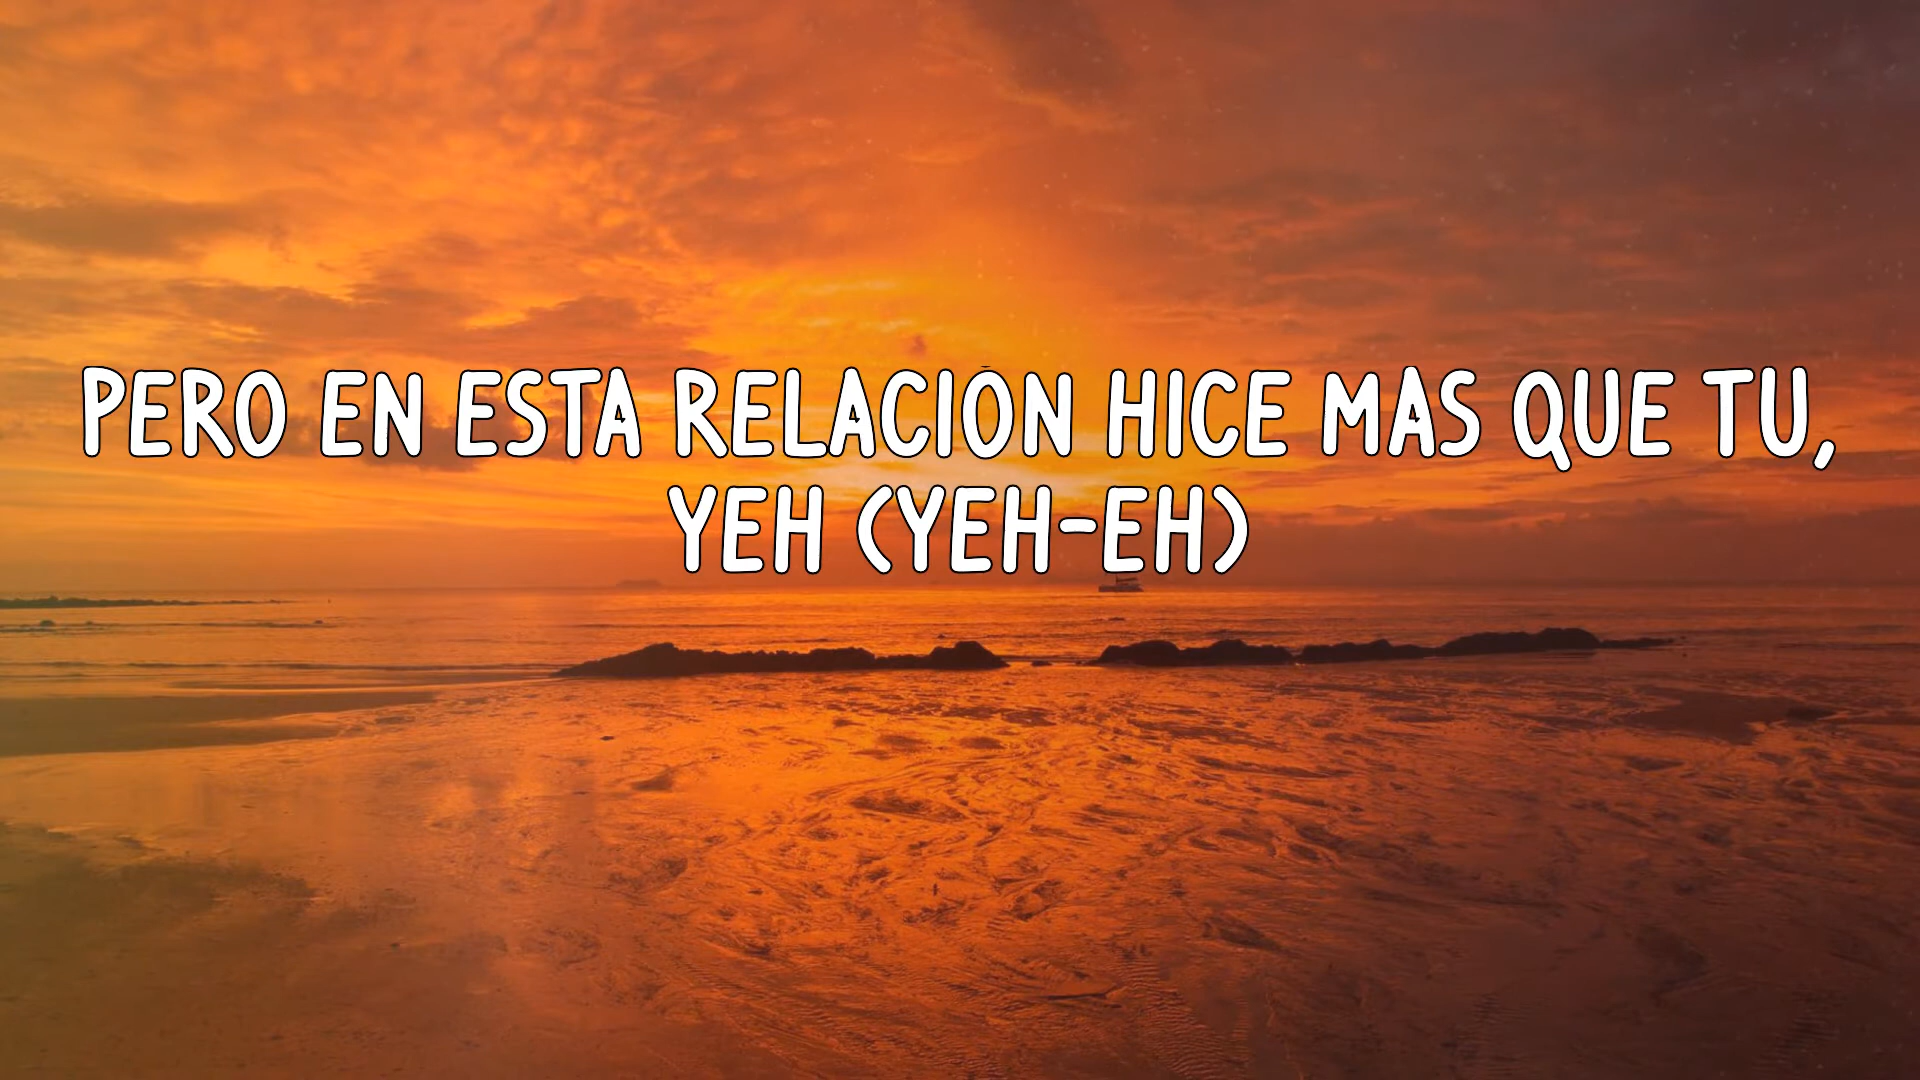 PERO EN ESTA RELACION HICE MAS QUE TU,
YEH (YEH-EH)